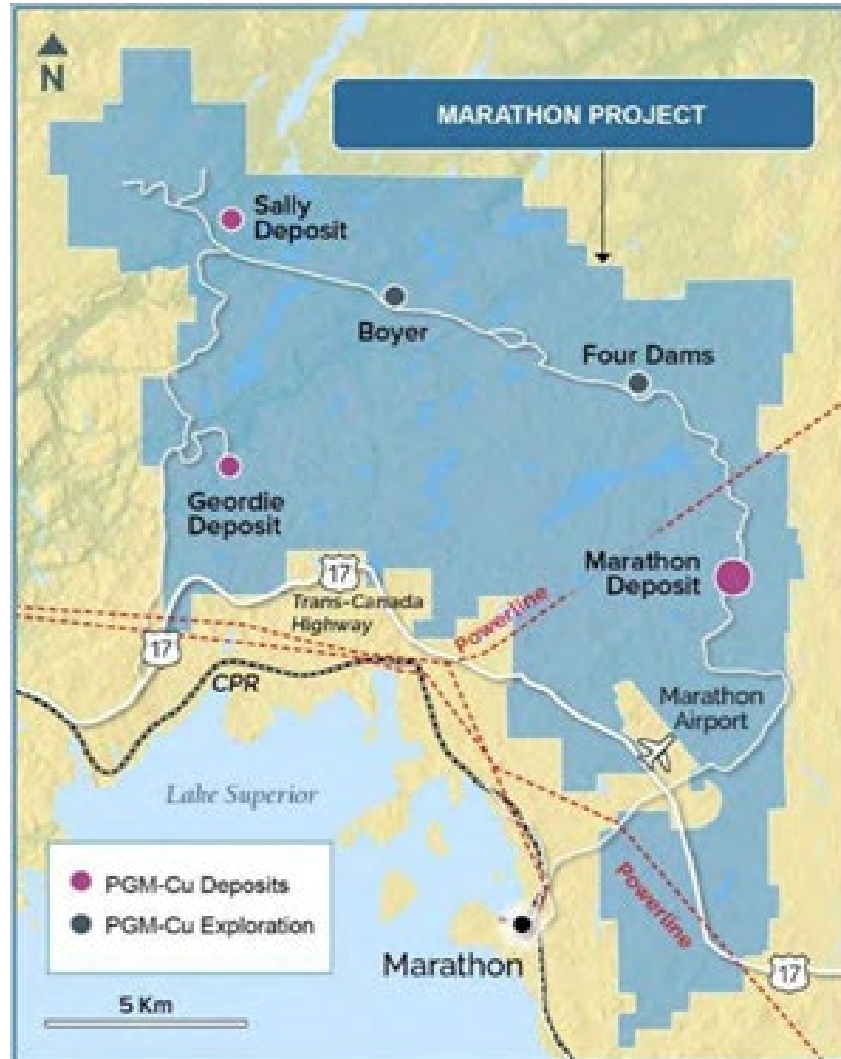 N
MARATHON PROJECT
Sally
Deposit
Boyer
Four Dams
Geordie
Deposit
Marathon
Deposit
17
Trans-Canada
Highway
Powerline
17
CPR
Marathon
Airport
Lake Superior
PGM-Cu Deposits
PGM-Cu Exploration
Powerline
Marathon
17
5 Km